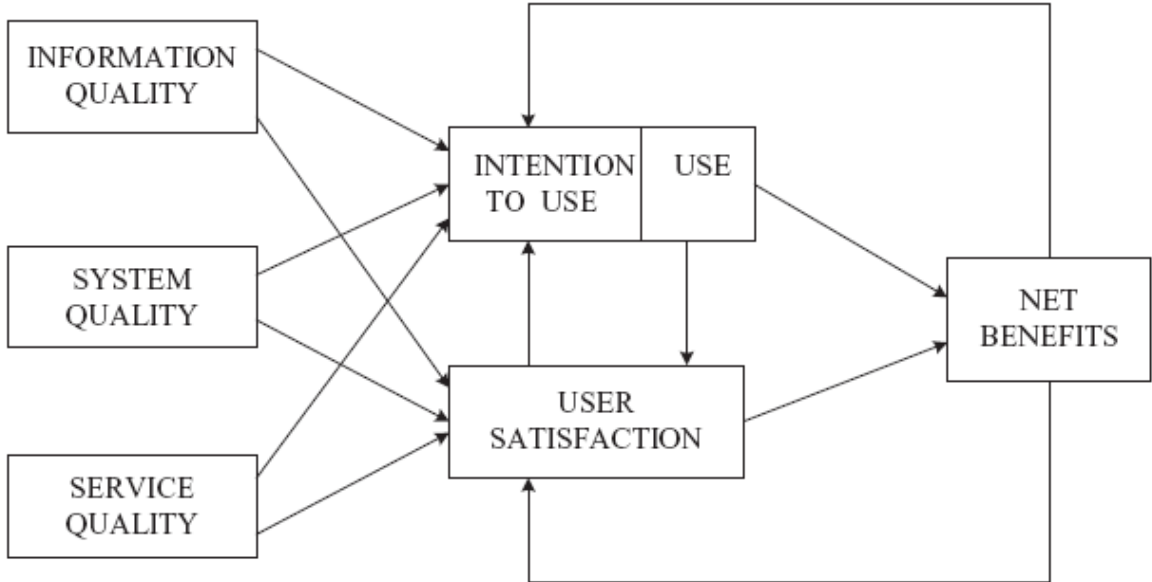 INFORMATION
QUALITY
SYSTEM
QUALITY
SERVICE
QUALITY
INTENTION
TO USE
USE
USER
SATISFACTION
NET
BENEFITS